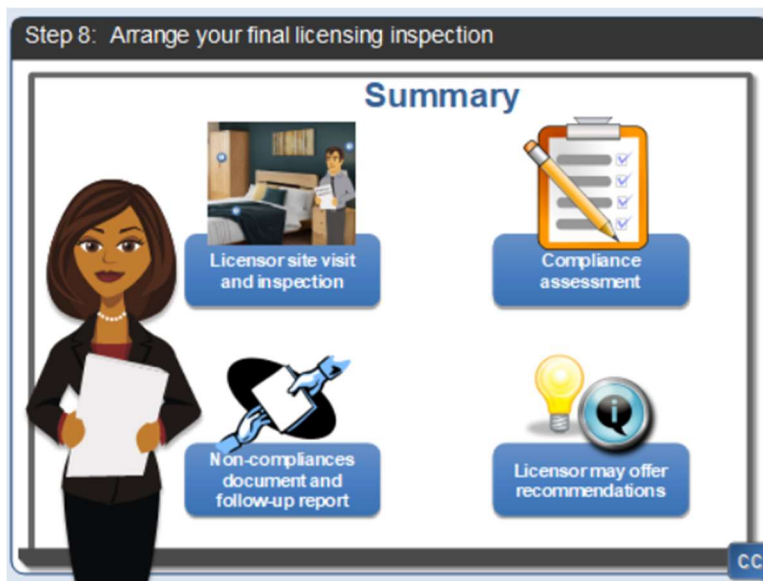 Step 8: Arrange your final licensing inspection
Summary
Licensor site visit
and inspection
Compliance
assessment
Non-compliances
document and
follow-up report
Licensor may offer
recommendations
CC